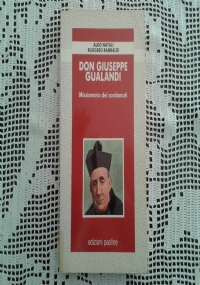 ALDO NATALI
RUGGERO RAMBALDI
DON GIUSEPPE
GUALANDI
Missionario dei sordomuti
edizioni paoline